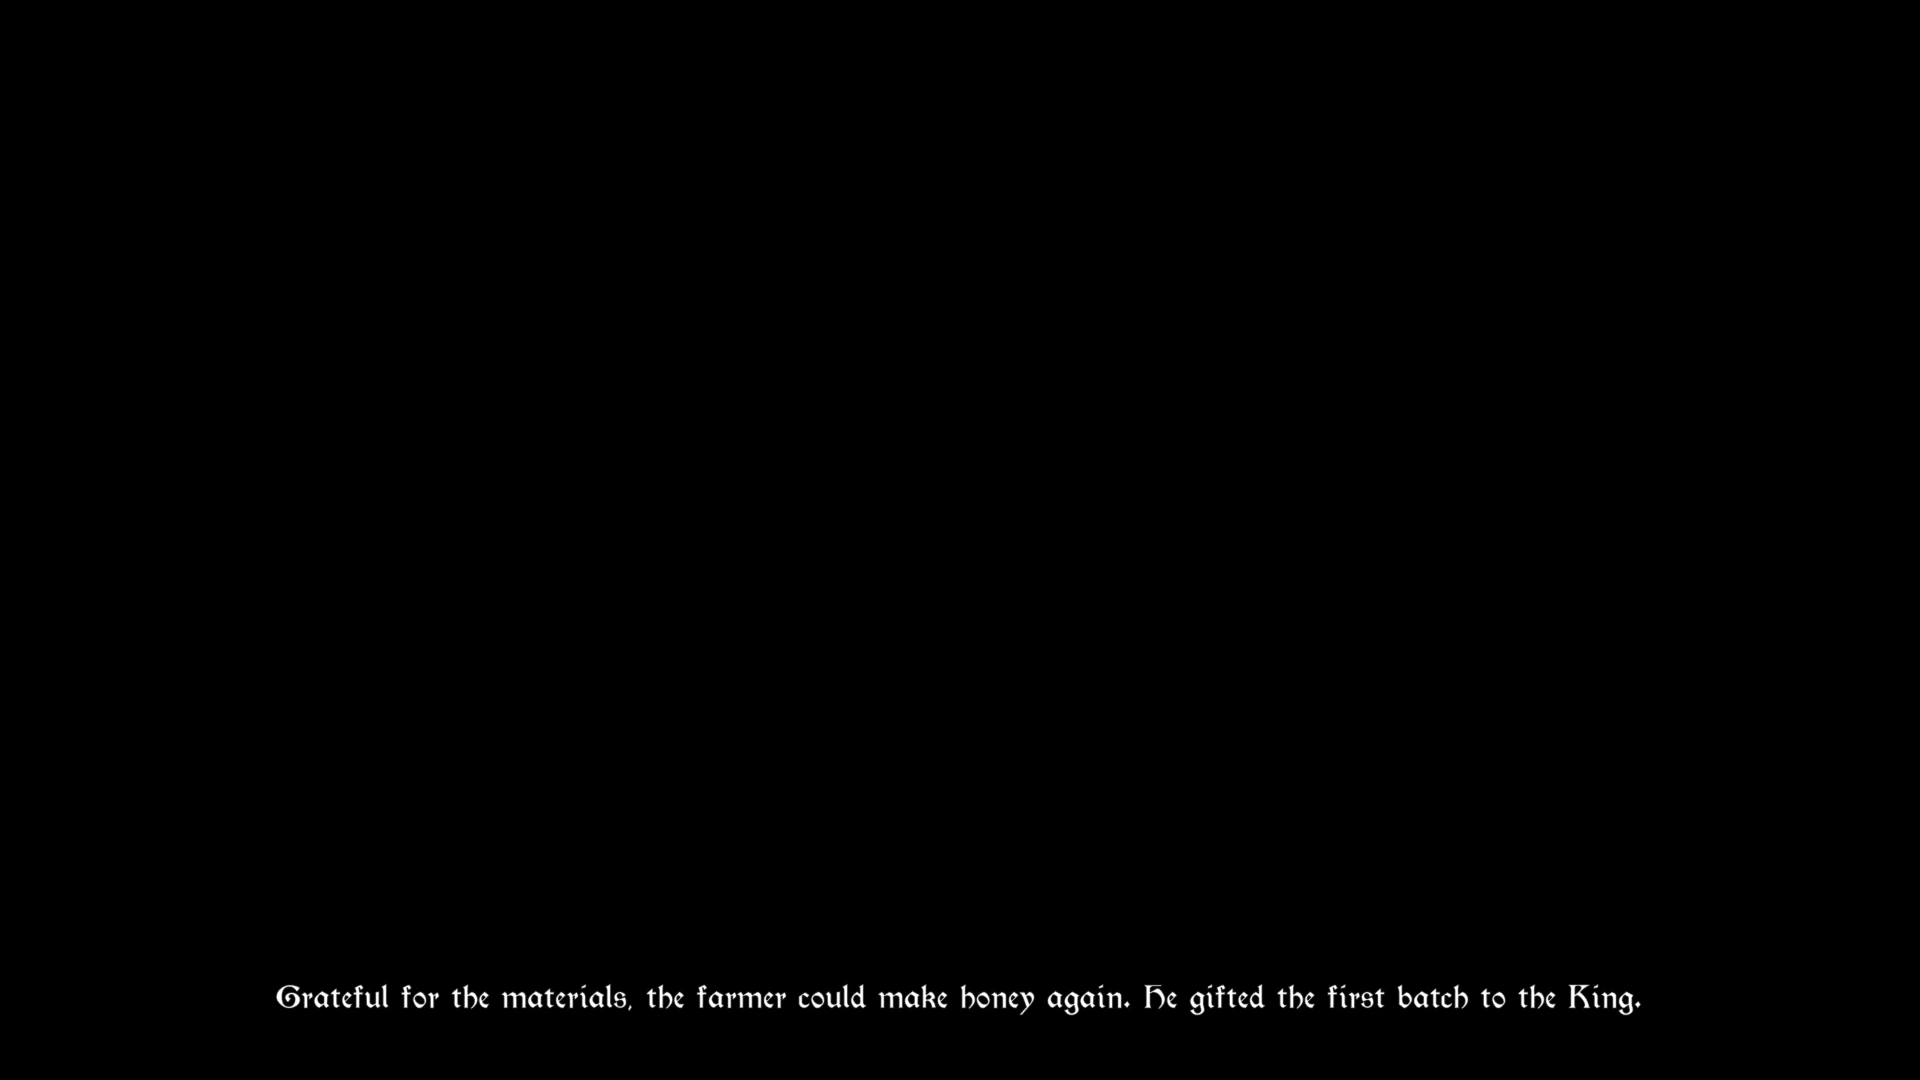 Grateful for the materials, the farmer could make honey again. He gifted the first batch to the King.